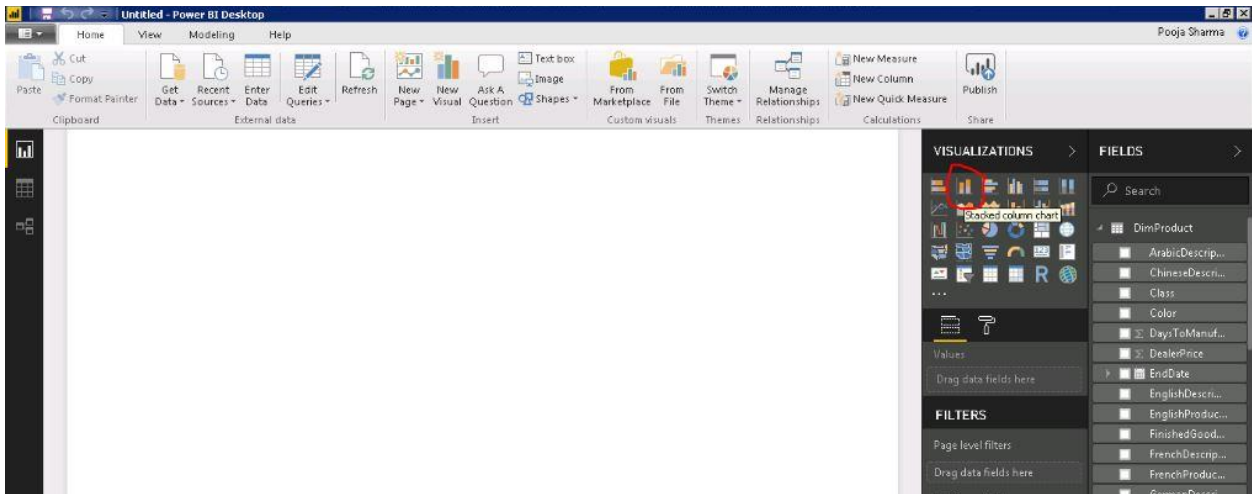 Untitled - Power BI Desktop
Home View Modeling Help
Pooja Sharma
Paste
Cut
Copy
Format Painter
Clipboard
Get Data
Recent Sources
Enter Data
Edit Queries
Refresh
External data
New Page
New Visual
Ask A Question
Text box
Image
Shapes
Insert
From Marketplace
From File
Custom visuals
Switch Theme
Themes
Manage Relationships
Relationships
New Measure
New Column
New Quick Measure
Calculations
Publish
Share
VISUALIZATIONS
Stacked column chart
R
...
Values
Drag data fields here
FILTERS
Page level filters
Drag data fields here
FIELDS
Search
DimProduct
ArabicDescrip...
ChineseDescri...
Class
Color
Σ DaysToManuf...
Σ DealerPrice
EndDate
EnglishDescri...
EnglishProduc...
FinishedGood...
FrenchDescrip...
FrenchProduc...